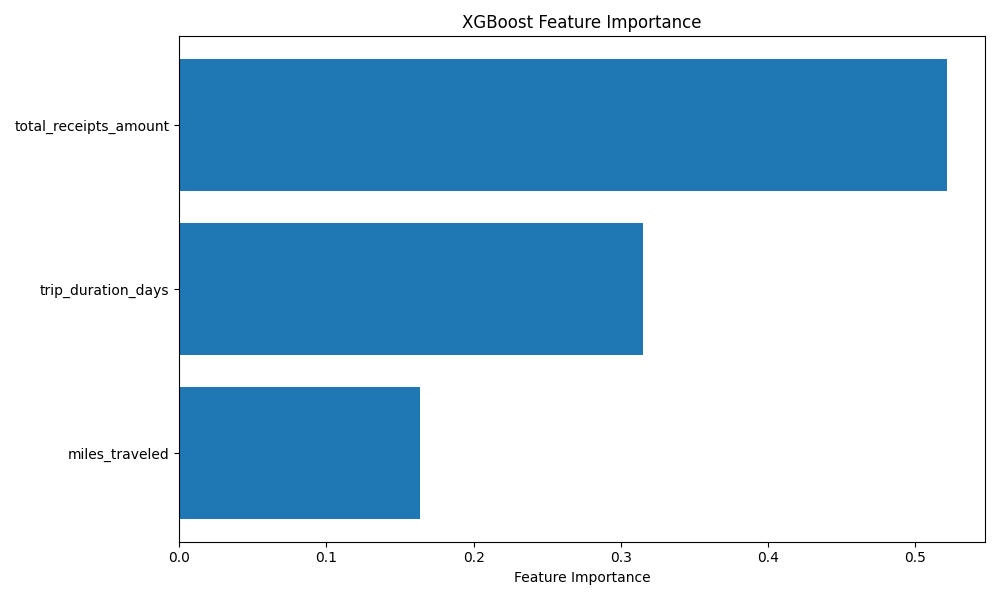 XGBoost Feature Importance
total_receipts_amount
trip_duration_days
miles_traveled
0.0 0.1 0.2 0.3 0.4 0.5
Feature Importance